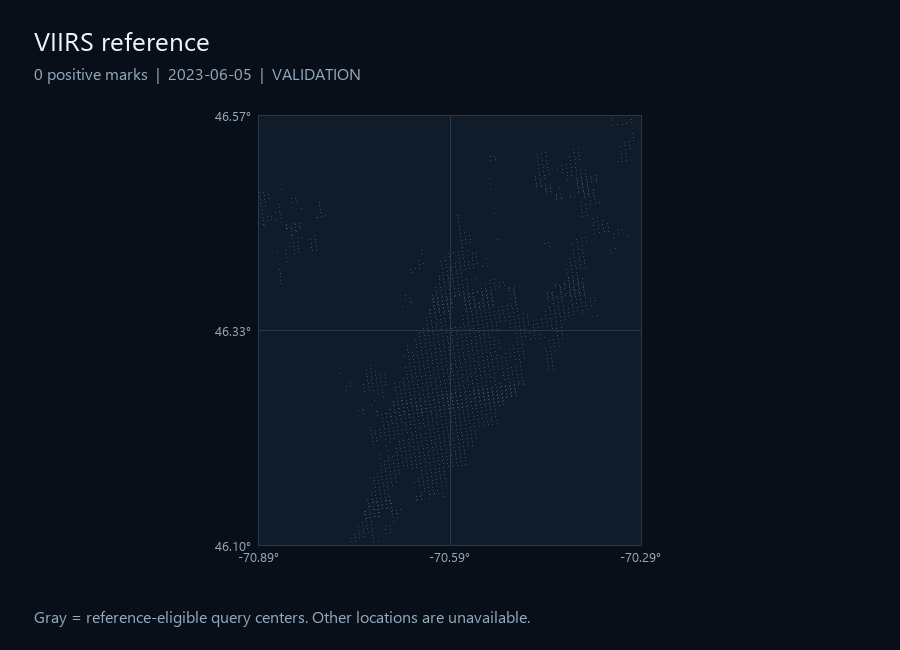 VIIRS reference
0 positive marks | 2023-06-05 | VALIDATION
46.57°
46.33°
46.10°
-70.89°
-70.59°
-70.29°
Gray = reference-eligible query centers. Other locations are unavailable.